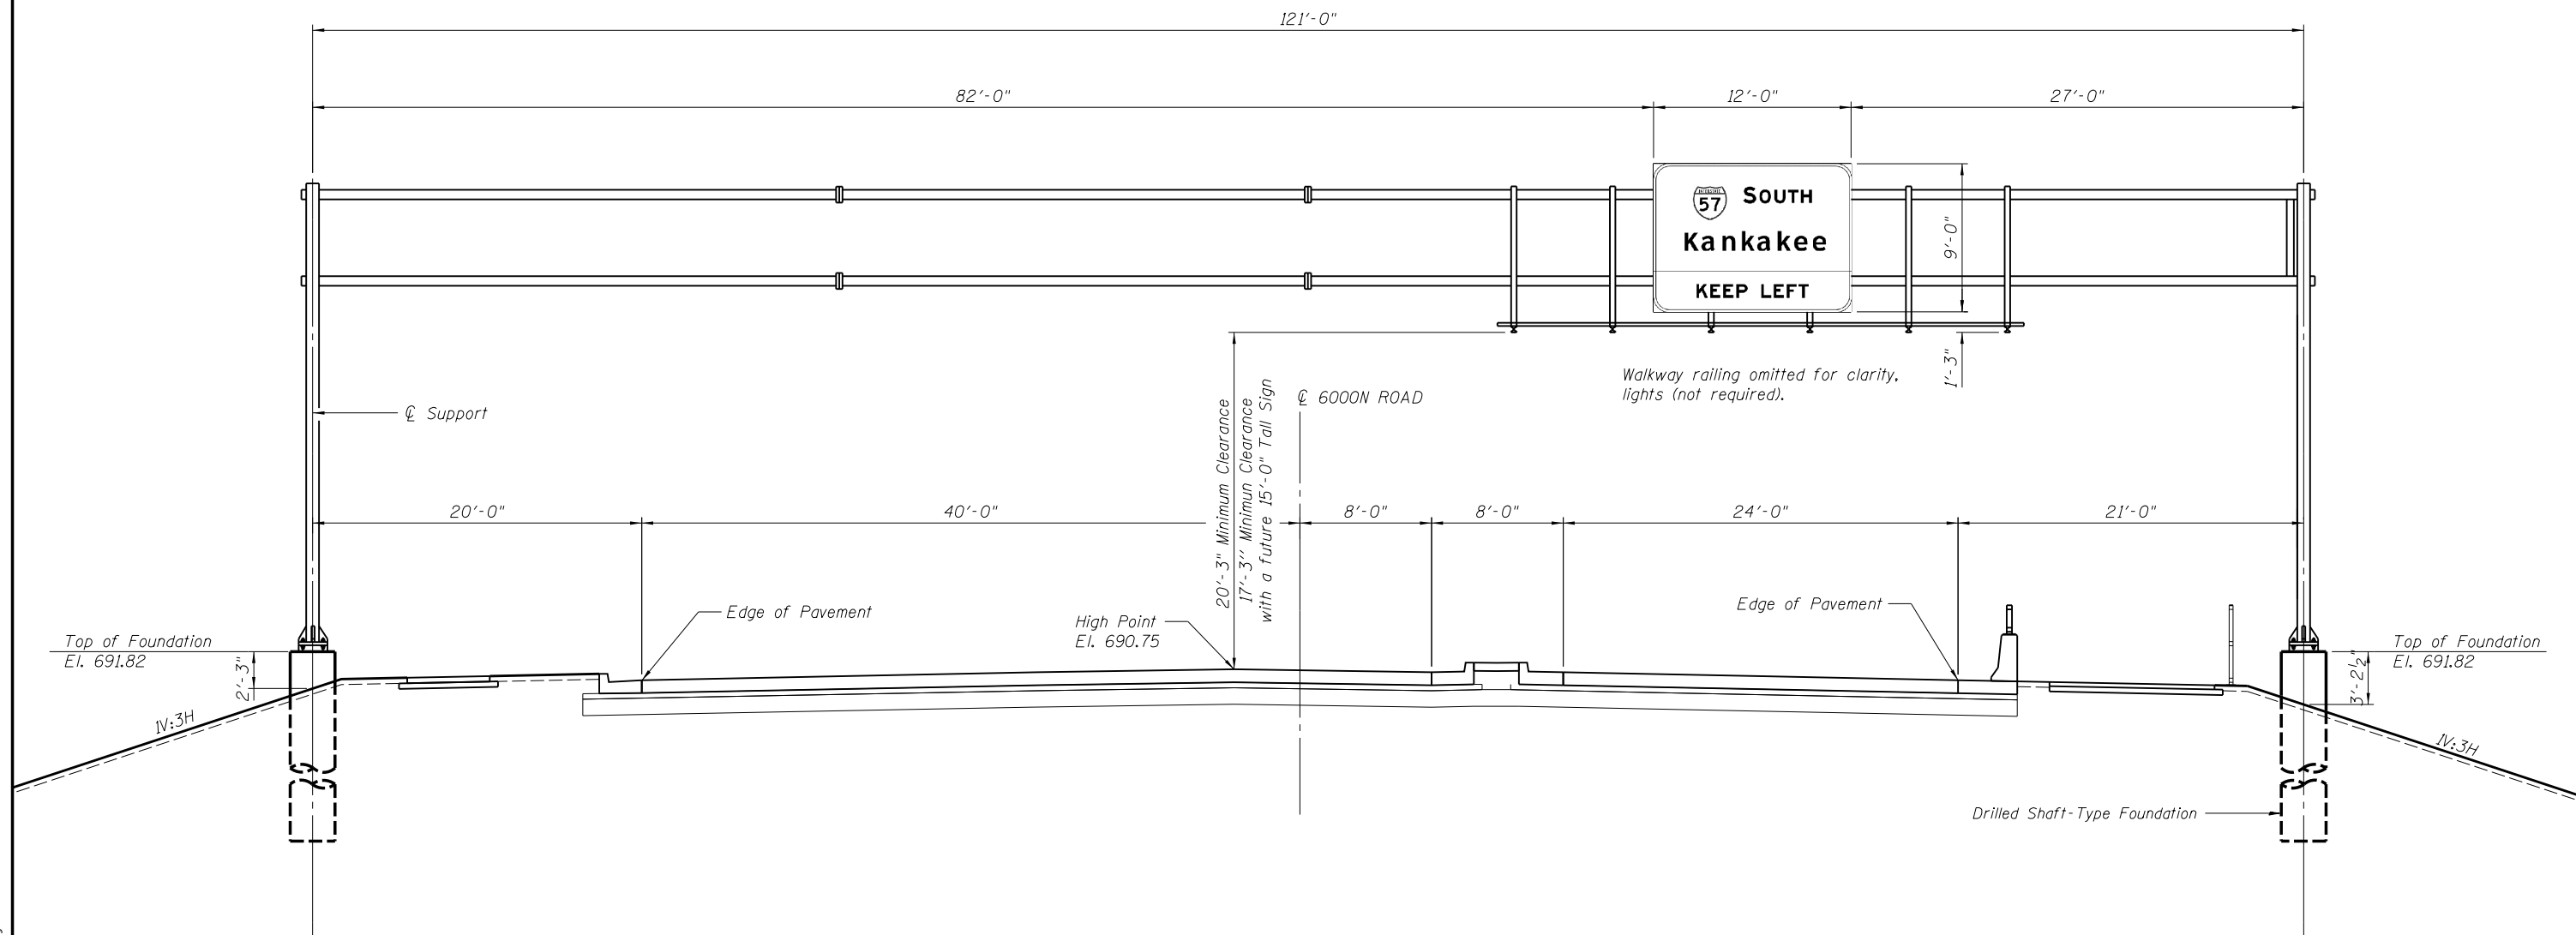 121'-0"
82'-0"
12'-0"
27'-0"
INTERSTATE
57
SOUTH
Kankakee
KEEP LEFT
9'-0"
1'-3"
Walkway railing omitted for clarity,
lights (not required).
℄ Support
℄ 6000N ROAD
20'-3" Minimum Clearance
17'-3" Minimun Clearance
with a future 15'-0" Tall Sign
20'-0"
40'-0"
8'-0"
8'-0"
24'-0"
21'-0"
Edge of Pavement
High Point
El. 690.75
Edge of Pavement
Top of Foundation
El. 691.82
2'-3"
1V:3H
Top of Foundation
El. 691.82
3'-2½"
1V:3H
Drilled Shaft-Type Foundation